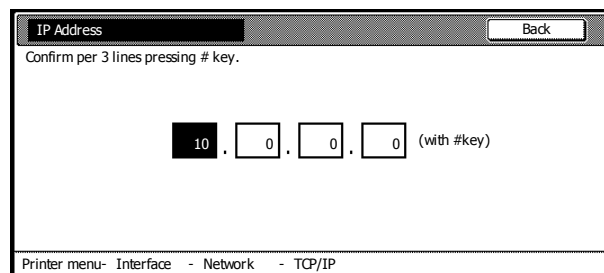 IP Address Back
Confirm per 3 lines pressing # key.
10 . 0 . 0 . 0 (with #key)
Printer menu- Interface - Network - TCP/IP